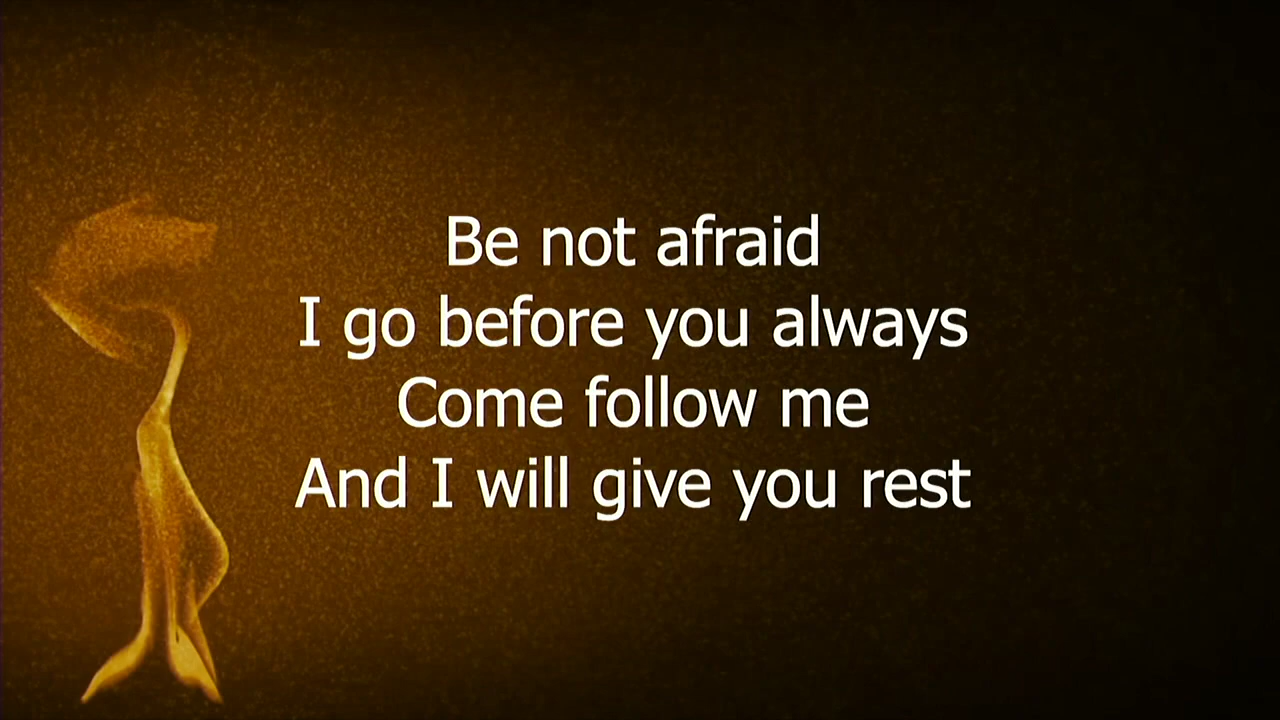 Be not afraid
I go before you always
Come follow me
And I will give you rest